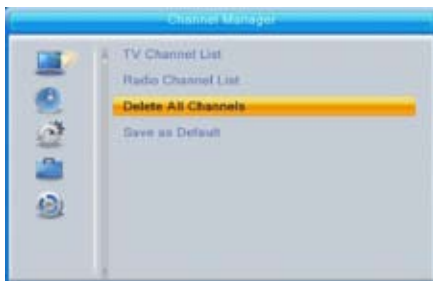 Channel Manager
TV Channel List
Radio Channel List
Delete All Channels
Save as Default